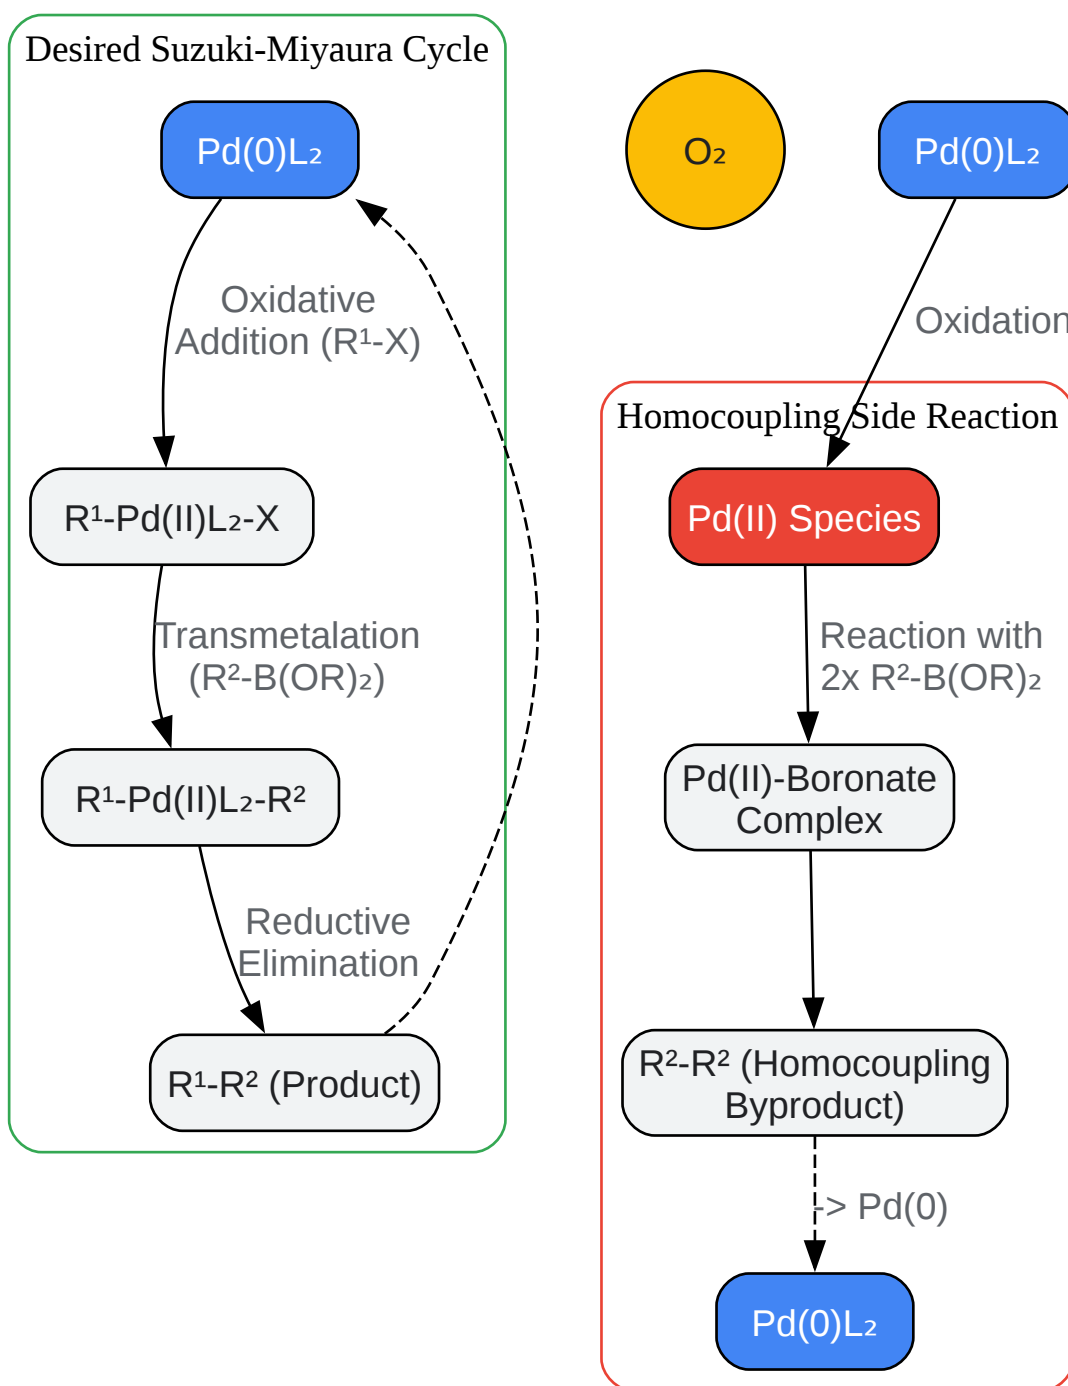 Desired Suzuki-Miyaura Cycle
Pd(0)L₂
Oxidative
Addition (R¹-X)
R¹-Pd(II)L₂-X
Transmetalation
(R²-B(OR)₂)
R¹-Pd(II)L₂-R²
Reductive
Elimination
R¹-R² (Product)
O₂
Pd(0)L₂
Oxidation
Homocoupling Side Reaction
Pd(II) Species
Reaction with
2x R²-B(OR)₂
Pd(II)-Boronate
Complex
R²-R² (Homocoupling
Byproduct)
-> Pd(0)
Pd(0)L₂